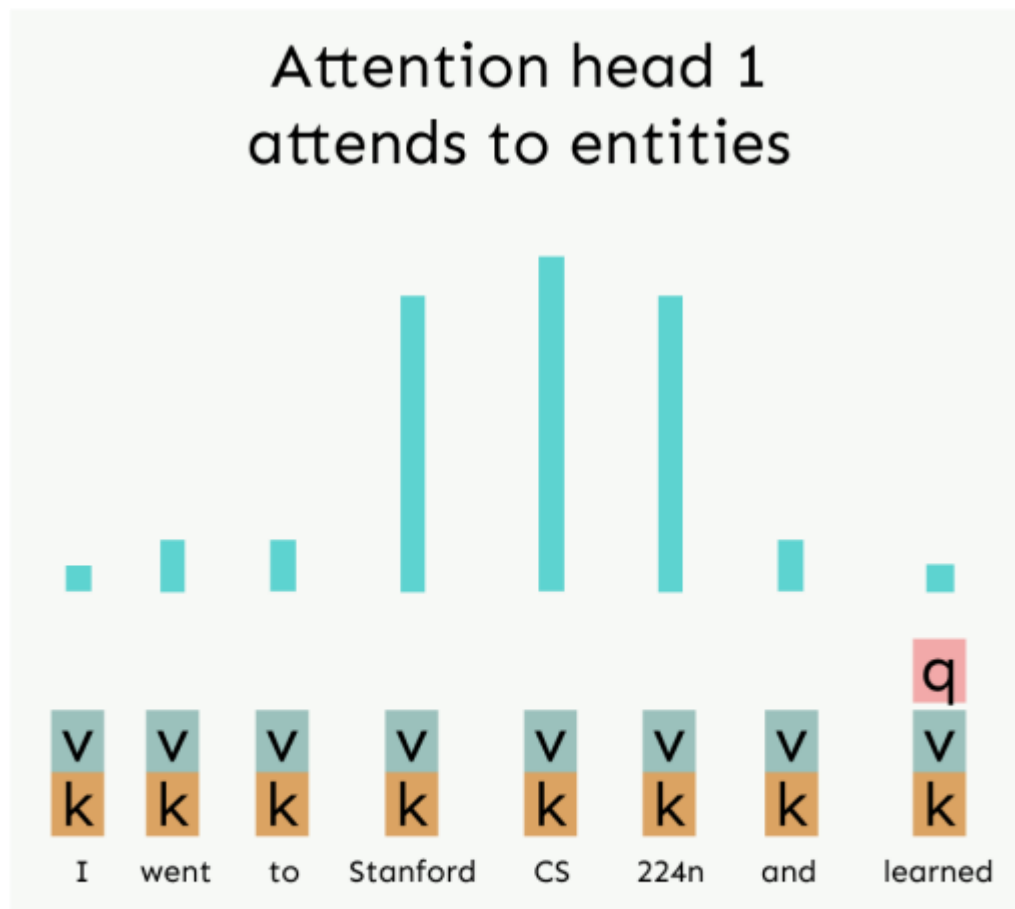 Attention head 1
attends to entities
q
v v v v v v v v
k k k k k k k k
I went to Stanford CS 224n and learned